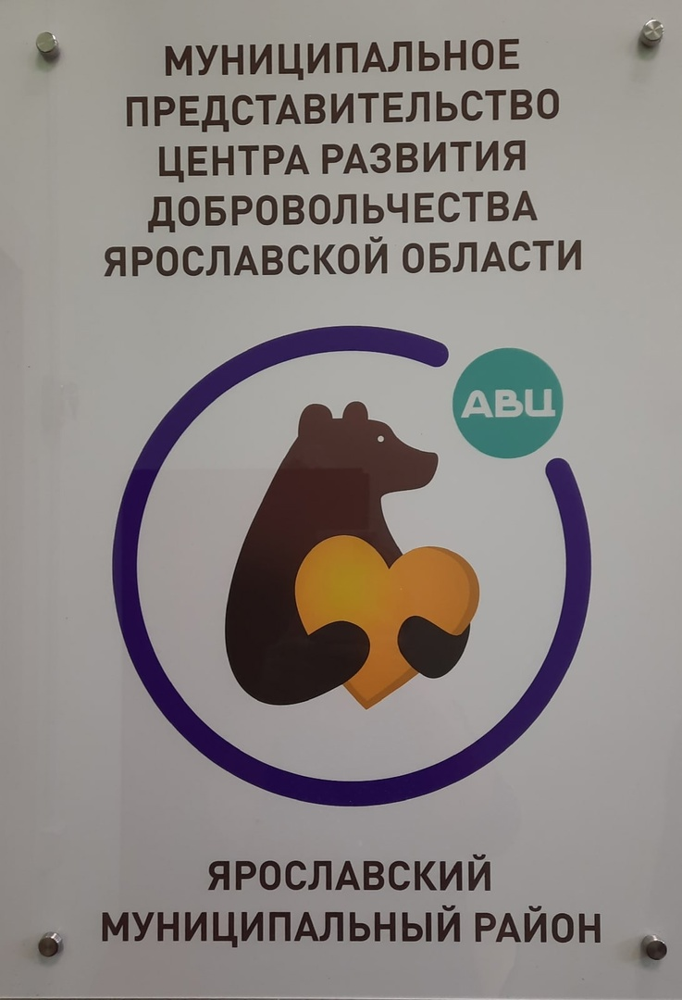 МУНИЦИПАЛЬНОЕ
ПРЕДСТАВИТЕЛЬСТВО
ЦЕНТРА РАЗВИТИЯ
ДОБРОВОЛЬЧЕСТВА
ЯРОСЛАВСКОЙ ОБЛАСТИ
АВЦ
ЯРОСЛАВСКИЙ
МУНИЦИПАЛЬНЫЙ РАЙОН